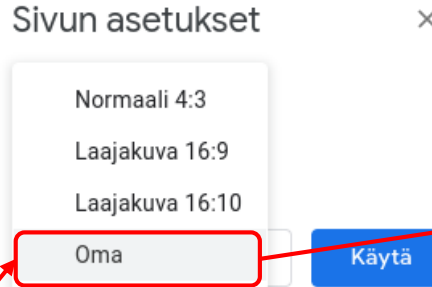 Sivun asetukset
Normaali 4:3
Laajakuva 16:9
Laajakuva 16:10
Oma
Käytä